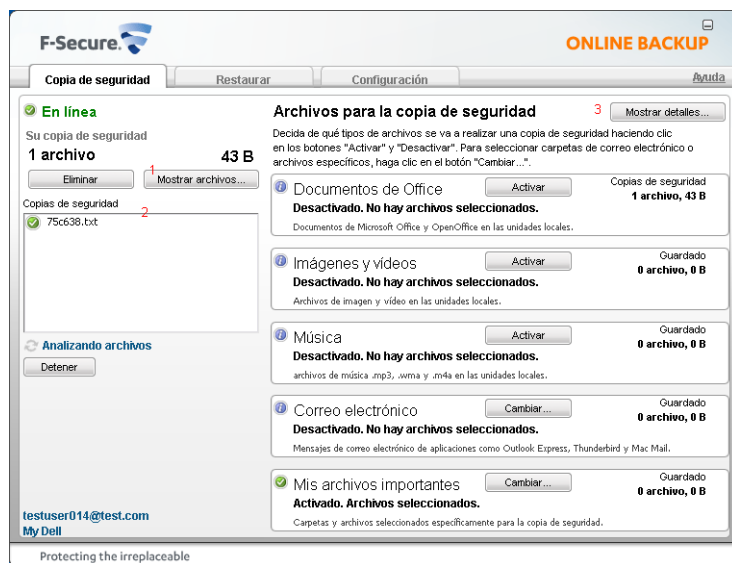 F-Secure.
ONLINE BACKUP
Copia de seguridad
Restaurar
Configuración
Ayuda
En línea
Su copia de seguridad
1 archivo 43 B
1
Eliminar
Mostrar archivos...
Copias de seguridad
2
75c638.txt
Analizando archivos
Detener
testuser014@test.com
My Dell
Archivos para la copia de seguridad
3
Mostrar detalles...
Decida de qué tipos de archivos se va a realizar una copia de seguridad haciendo clic
en los botones "Activar" y "Desactivar". Para seleccionar carpetas de correo electrónico o
archivos específicos, haga clic en el botón "Cambiar...".
Documentos de Office
Activar
Copias de seguridad
1 archivo, 43 B
Desactivado. No hay archivos seleccionados.
Documentos de Microsoft Office y OpenOffice en las unidades locales.
Imágenes y vídeos
Activar
Guardado
0 archivo, 0 B
Desactivado. No hay archivos seleccionados.
Archivos de imagen y vídeo en las unidades locales.
Música
Activar
Guardado
0 archivo, 0 B
Desactivado. No hay archivos seleccionados.
archivos de música .mp3, .wma y .m4a en las unidades locales.
Correo electrónico
Cambiar...
Guardado
0 archivo, 0 B
Desactivado. No hay archivos seleccionados.
Mensajes de correo electrónico de aplicaciones como Outlook Express, Thunderbird y Mac Mail.
Mis archivos importantes
Cambiar...
Guardado
0 archivo, 0 B
Activado. Archivos seleccionados.
Carpetas y archivos seleccionados específicamente para la copia de seguridad.
Protecting the irreplaceable